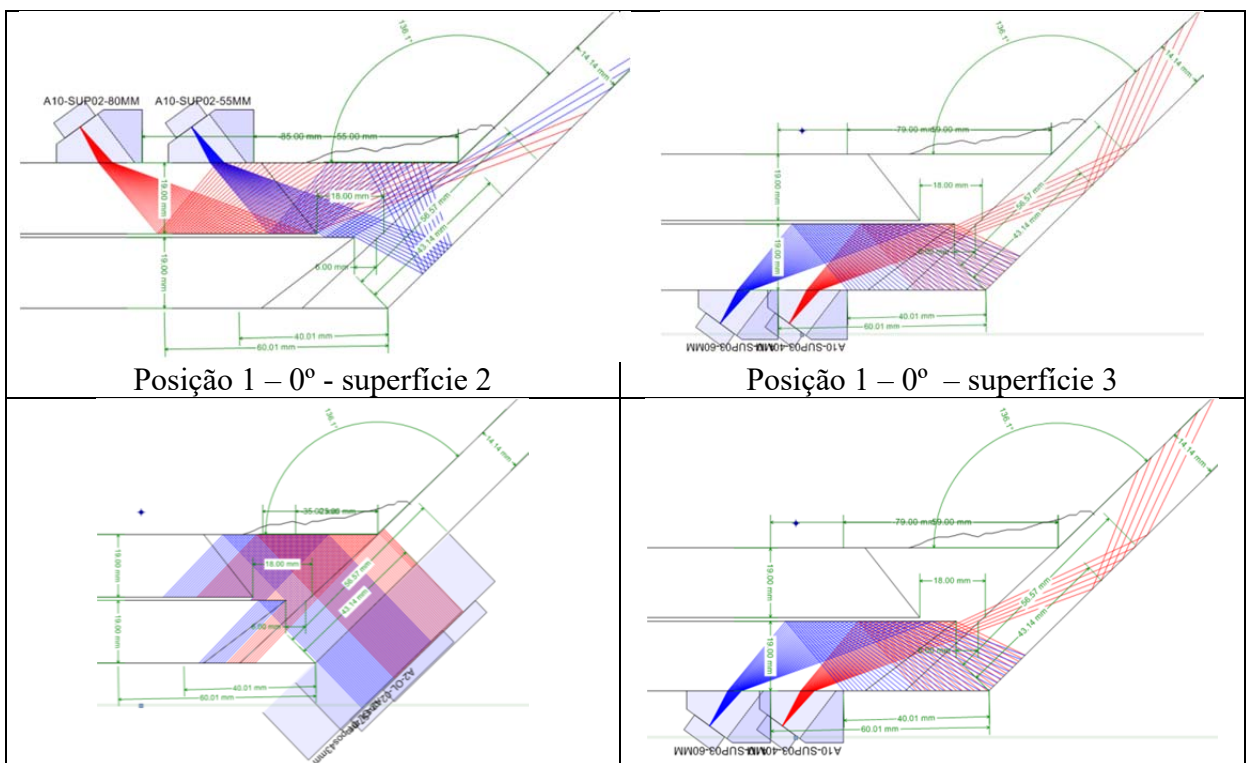 136.1°
14.14 mm
A10-SUP02-80MM A10-SUP02-55MM
85.00 mm 55.00 mm
19.00 mm
18.00 mm
56.57 mm
43.14 mm
19.00 mm
6.00 mm
40.01 mm
60.01 mm
136.1°
14.14 mm
19.00 mm
18.00 mm
56.57 mm
43.14 mm
19.00 mm
40.01 mm
60.01 mm
A10-SUP03-40MM
Posição 1 – 0º - superfície 2
Posição 1 – 0º – superfície 3
136.1°
14.14 mm
19.00 mm
18.00 mm
56.57 mm
43.14 mm
19.00 mm
6.00 mm
40.01 mm
60.01 mm
136.1°
14.14 mm
19.00 mm
18.00 mm
56.57 mm
43.14 mm
19.00 mm
40.01 mm
60.01 mm
A10-SUP03-40MM